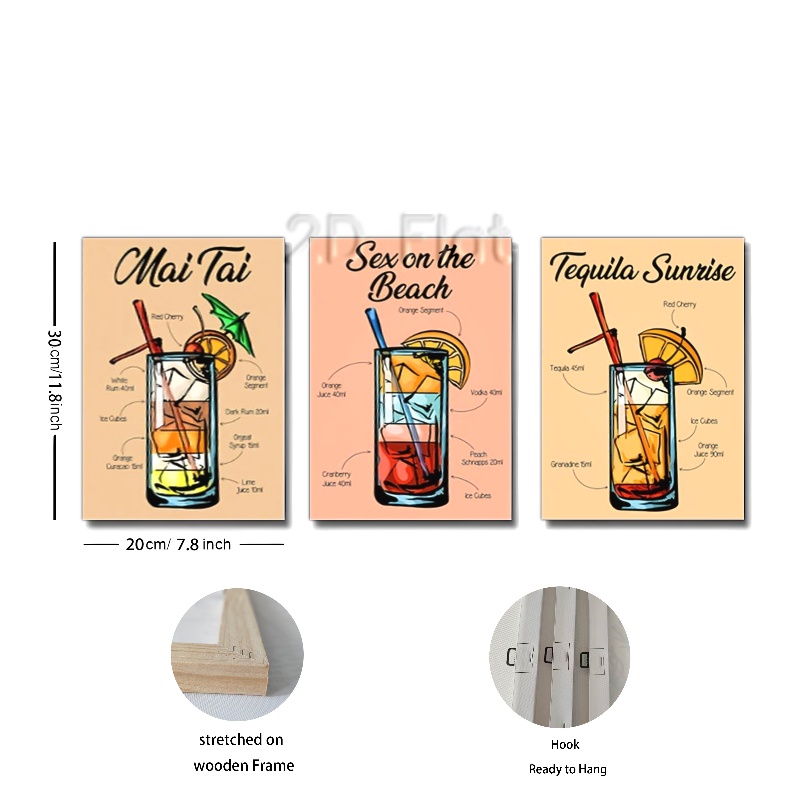 2D Flat
Mai Tai
Red Cherry
White
Rum 40ml
Orange
Segment
Ice Cubes
Dark Rum 20ml
Orgeat
Syrup 15ml
Orange
Curacao 15ml
Lime
Juice 10ml
Sex on the
Beach
Orange Segment
Orange
Juice 40ml
Vodka 40ml
Peach
Schnapps 20ml
Cranberry
Juice 40ml
Ice Cubes
Tequila Sunrise
Red Cherry
Tequila 45ml
Orange Segment
Ice Cubes
Orange
Juice 90ml
Granadine 15ml
30cm/11.8inch
20cm/ 7.8 inch
stretched on
wooden Frame
Hook
Ready to Hang